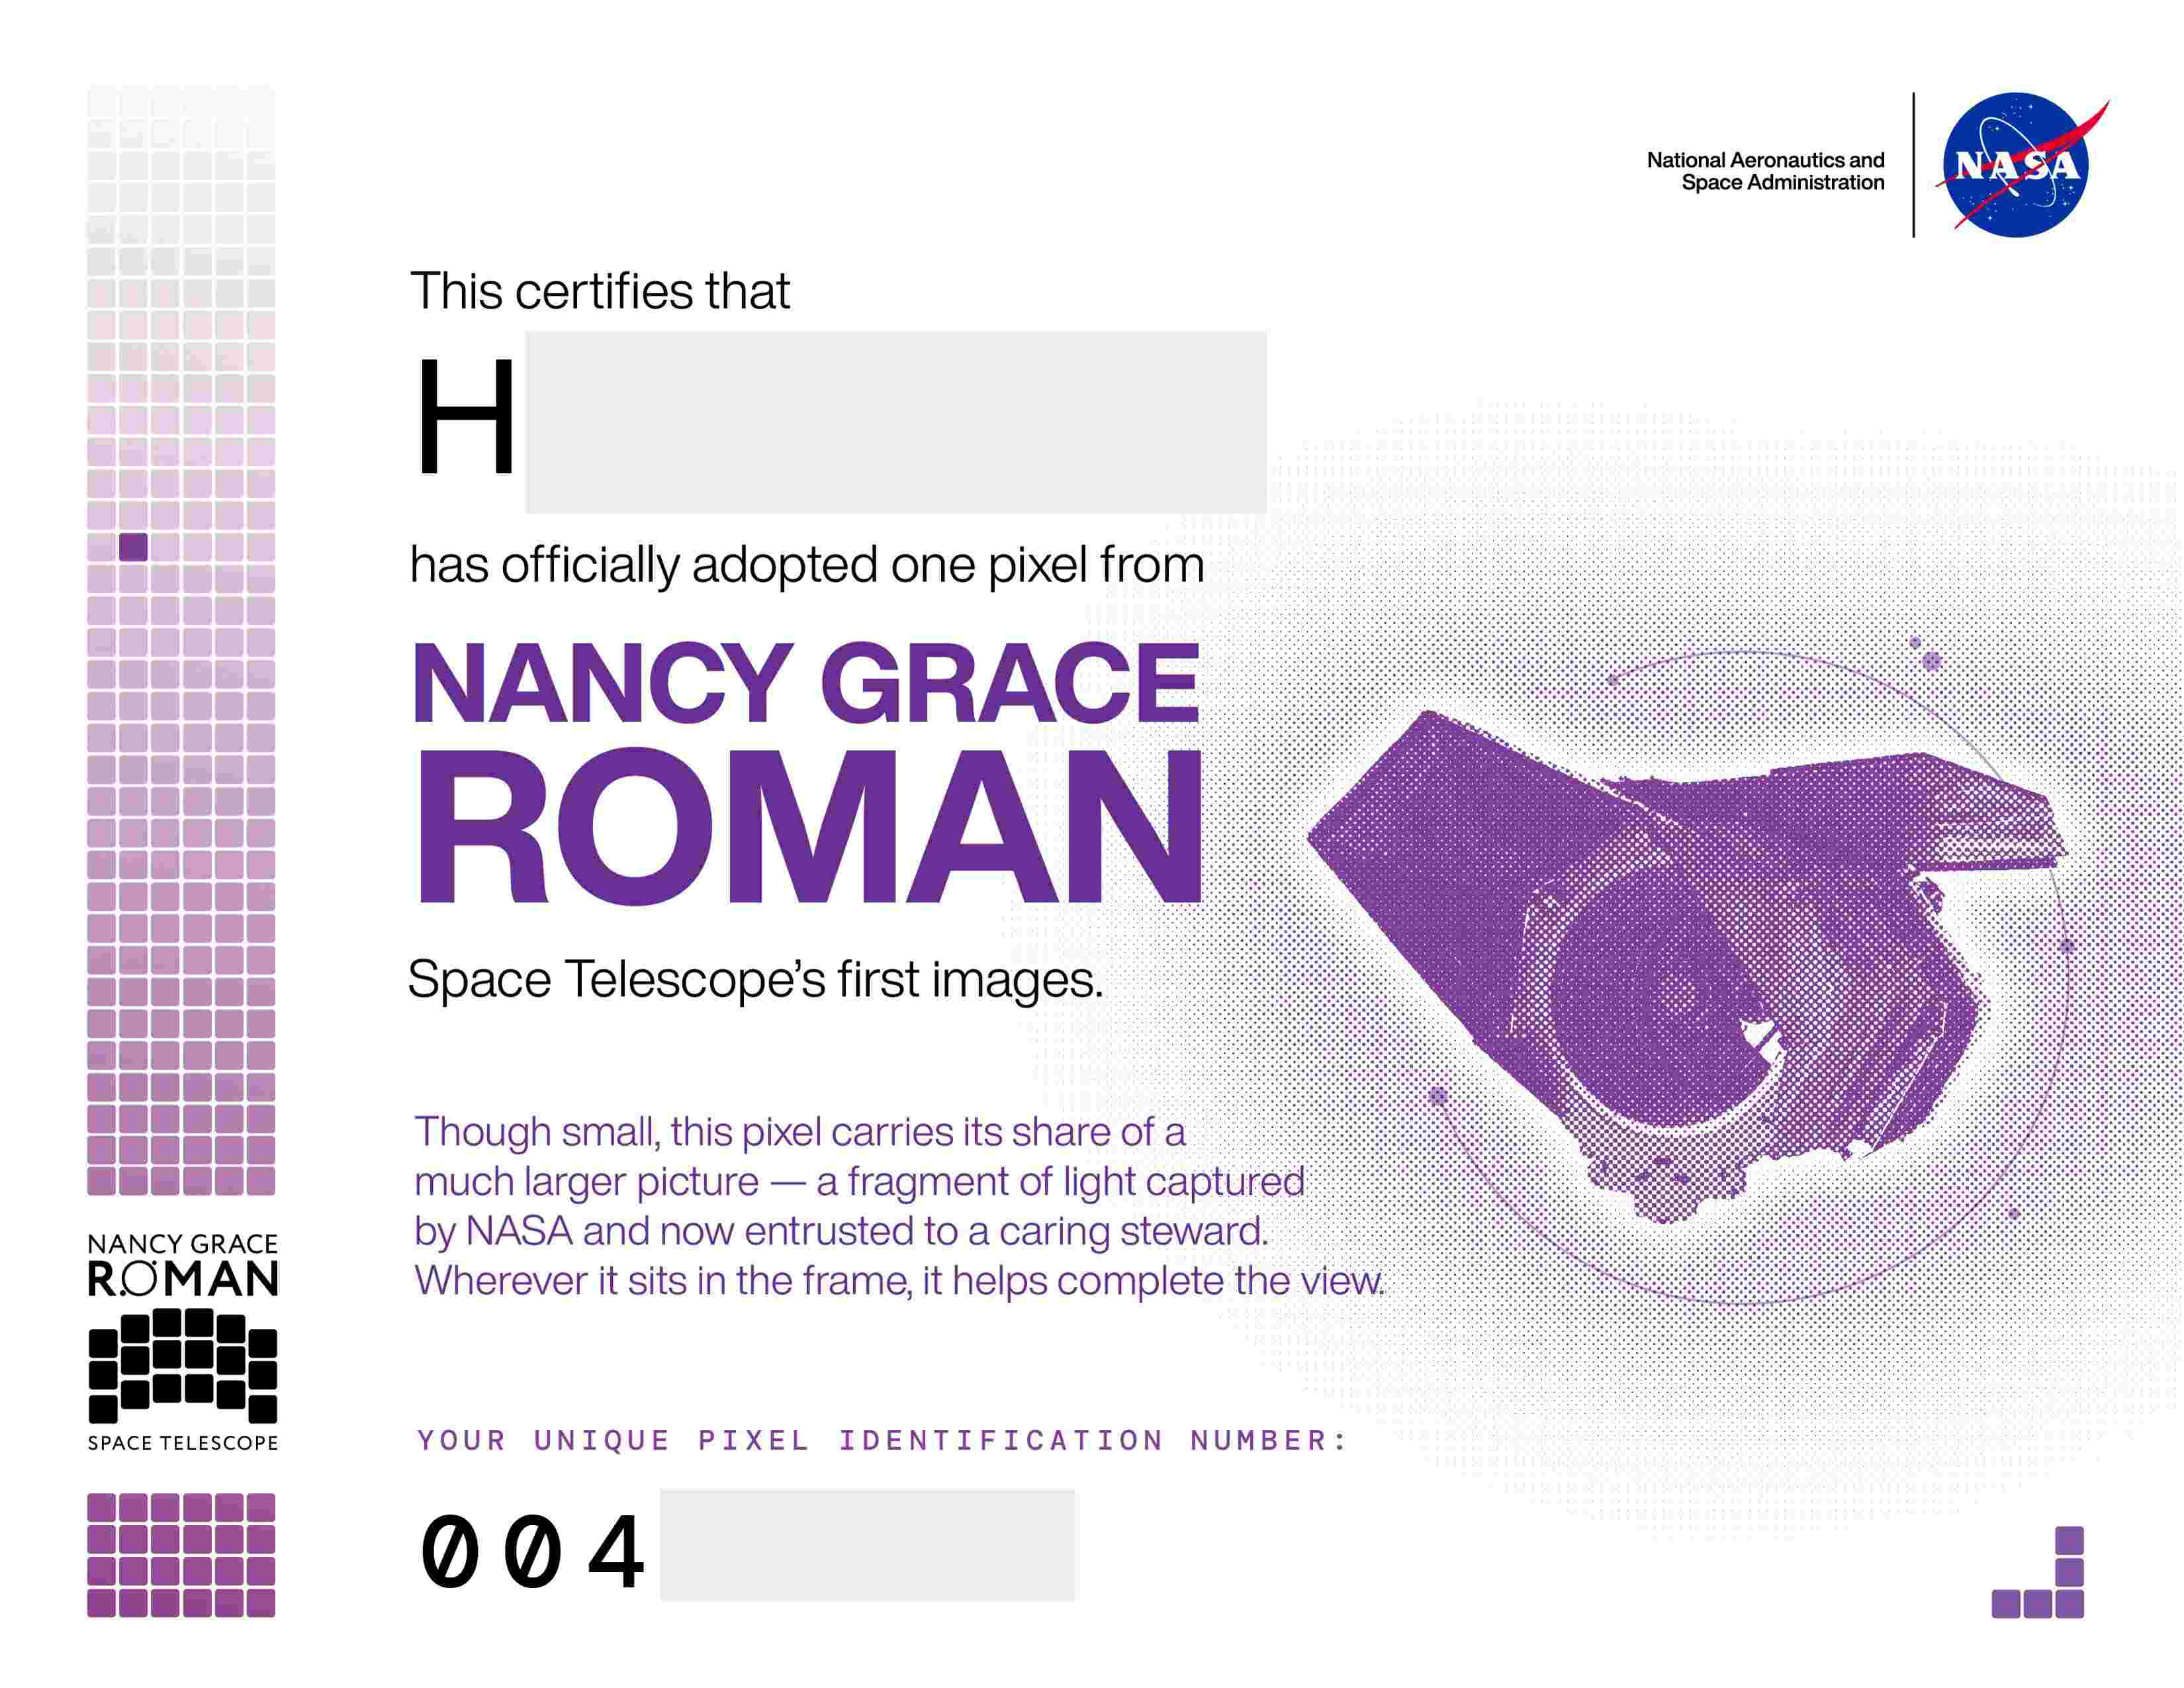 National Aeronautics and
Space Administration
NASA
This certifies that
H
has officially adopted one pixel from
NANCY GRACE
ROMAN
Space Telescope’s first images.
Though small, this pixel carries its share of a
much larger picture — a fragment of light captured
by NASA and now entrusted to a caring steward.
Wherever it sits in the frame, it helps complete the view.
NANCY GRACE
ROMAN
SPACE TELESCOPE
YOUR UNIQUE PIXEL IDENTIFICATION NUMBER:
004